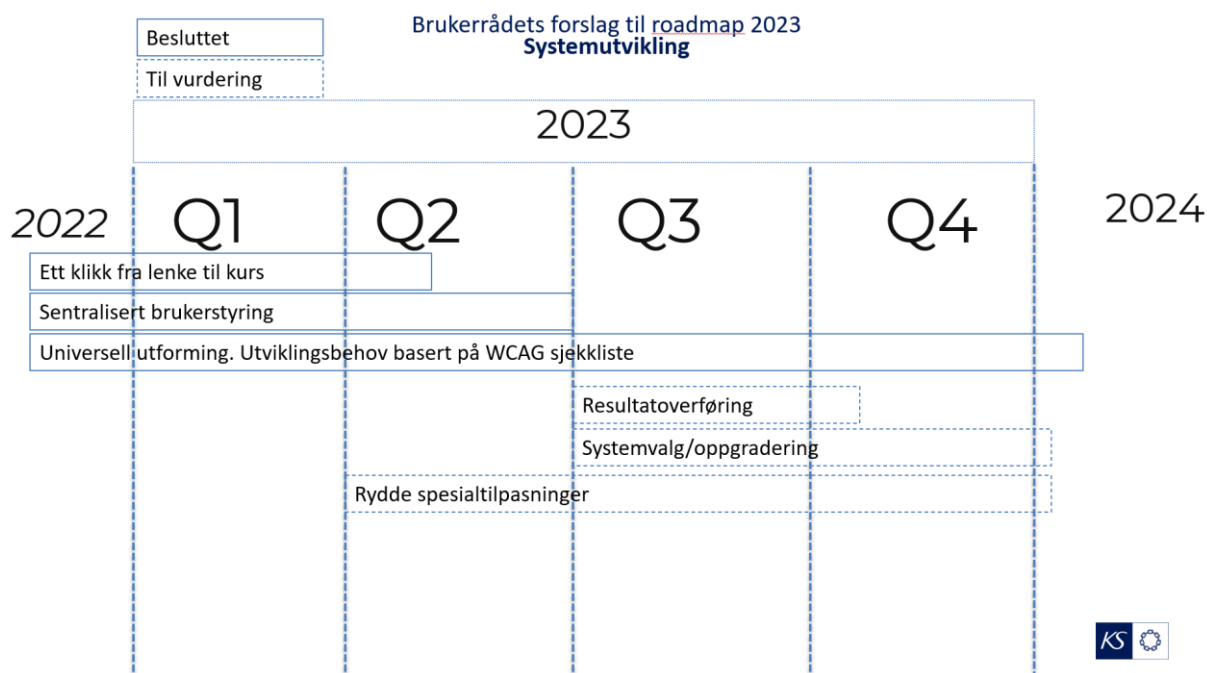 Brukerrådets forslag til roadmap 2023
Systemutvikling
Besluttet
Til vurdering
2023
2022
Q1
Q2
Q3
Q4
2024
Ett klikk fra lenke til kurs
Sentralisert brukerstyring
Universell utforming. Utviklingsbehov basert på WCAG sjekkliste
Resultatoverføring
Systemvalg/oppgradering
Rydde spesialtilpasninger
KS